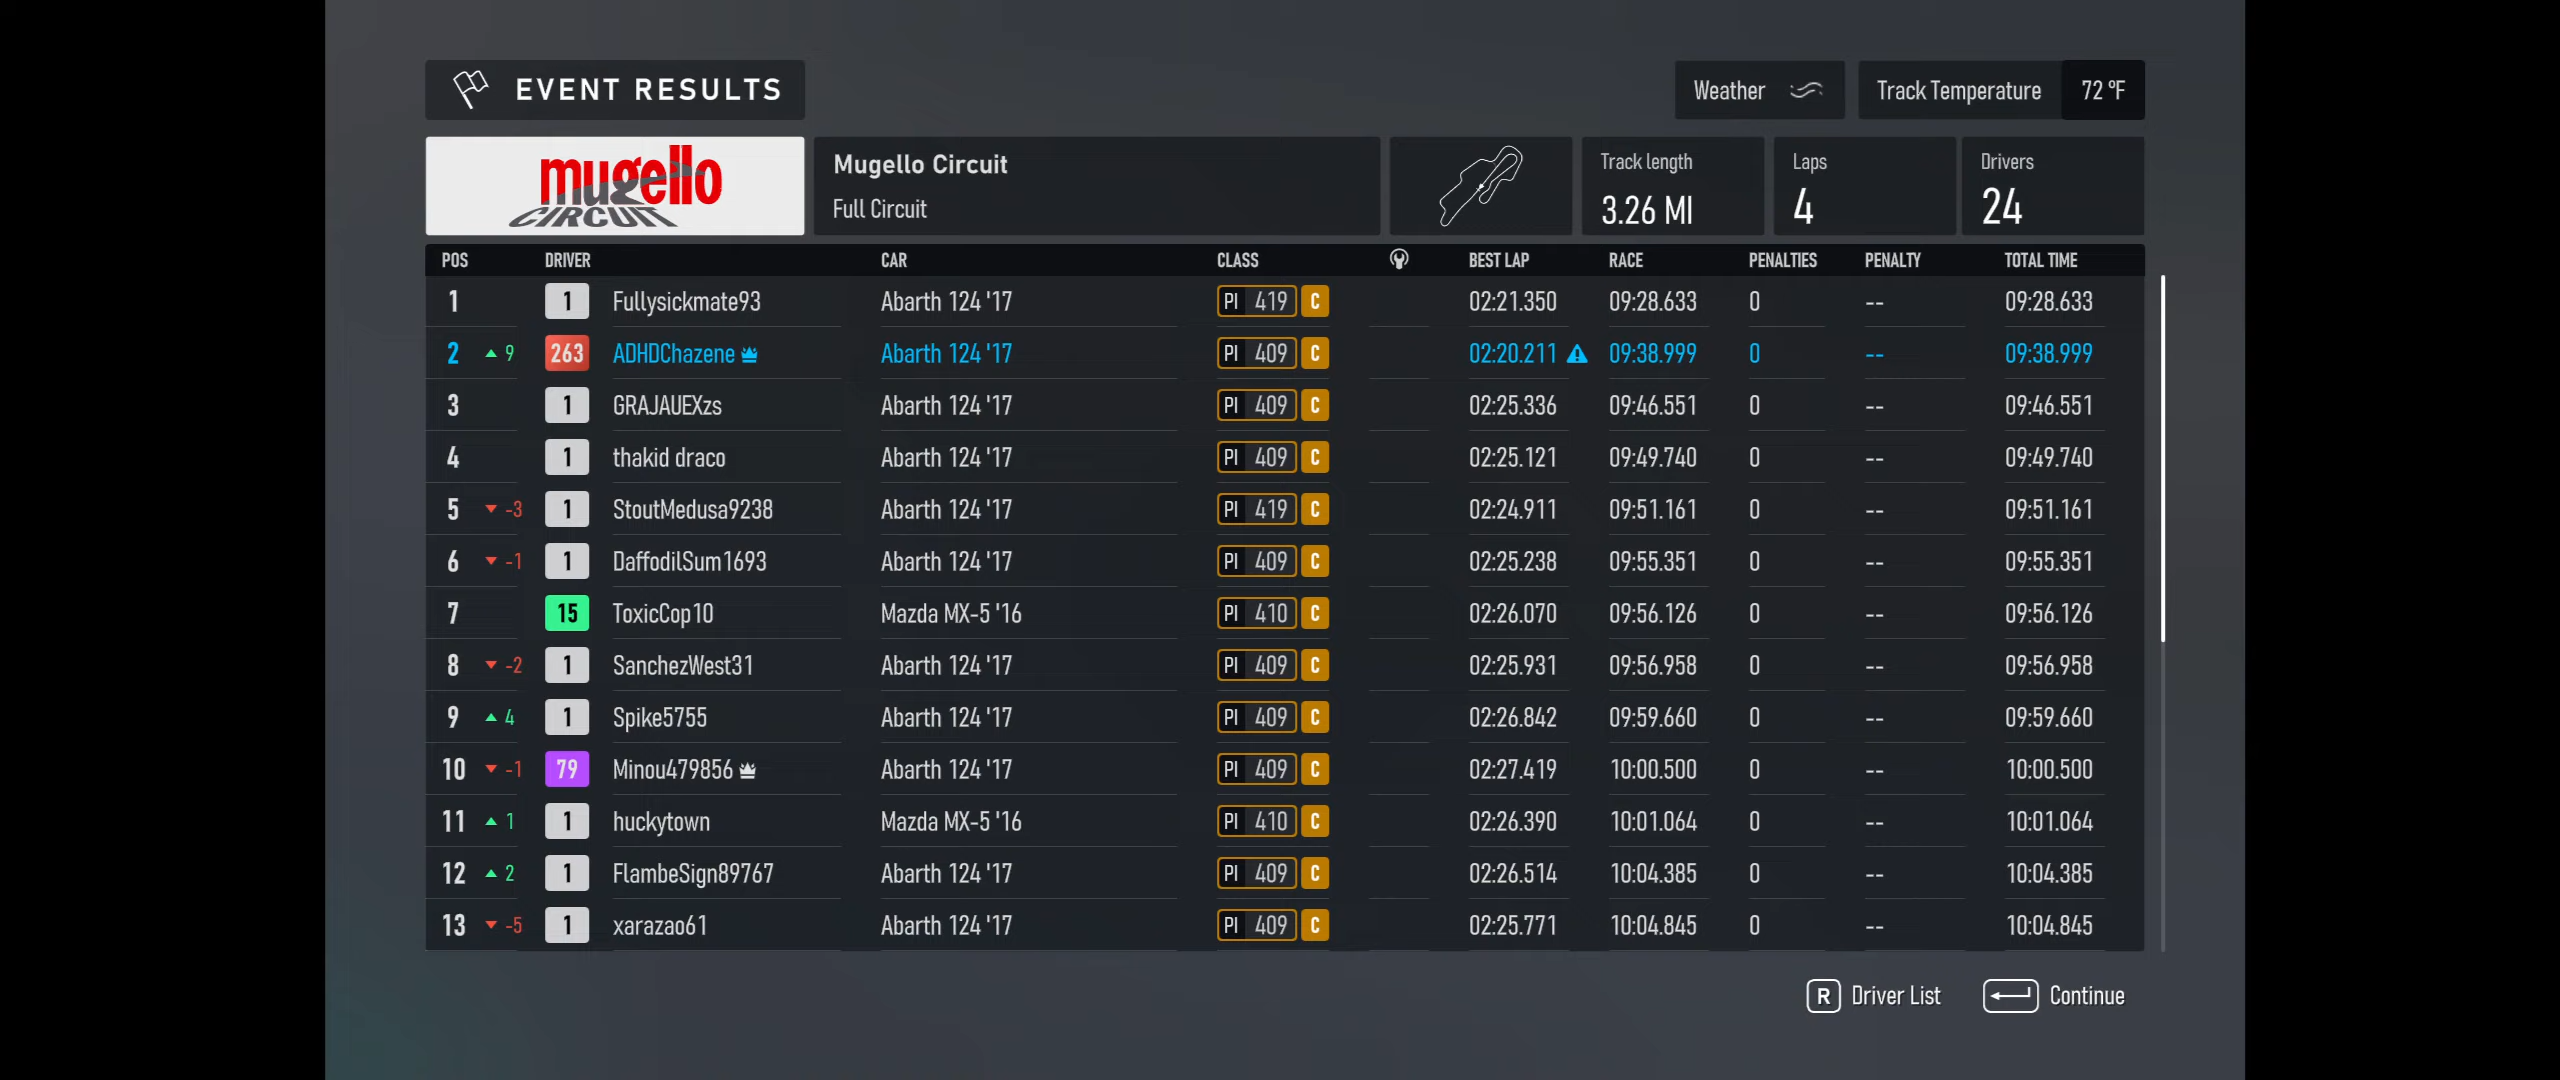 EVENT RESULTS
Weather
Track Temperature 72 °F
mugello
CIRCUIT
Mugello Circuit
Full Circuit
Track length
3.26 MI
Laps
4
Drivers
24
POS DRIVER CAR CLASS BEST LAP RACE PENALTIES PENALTY TOTAL TIME
1 1 Fullysickmate93 Abarth 124 '17 PI 419 C 02:21.350 09:28.633 0 -- 09:28.633
2 ▲ 9 263 ADHDChazene Abarth 124 '17 PI 409 C 02:20.211 09:38.999 0 -- 09:38.999
3 1 GRAJAUEXzs Abarth 124 '17 PI 409 C 02:25.336 09:46.551 0 -- 09:46.551
4 1 thakid draco Abarth 124 '17 PI 409 C 02:25.121 09:49.740 0 -- 09:49.740
5 ▼ -3 1 StoutMedusa9238 Abarth 124 '17 PI 419 C 02:24.911 09:51.161 0 -- 09:51.161
6 ▼ -1 1 DaffodilSum1693 Abarth 124 '17 PI 409 C 02:25.238 09:55.351 0 -- 09:55.351
7 15 ToxicCop10 Mazda MX-5 '16 PI 410 C 02:26.070 09:56.126 0 -- 09:56.126
8 ▼ -2 1 SanchezWest31 Abarth 124 '17 PI 409 C 02:25.931 09:56.958 0 -- 09:56.958
9 ▲ 4 1 Spike5755 Abarth 124 '17 PI 409 C 02:26.842 09:59.660 0 -- 09:59.660
10 ▼ -1 79 Minou479856 Abarth 124 '17 PI 409 C 02:27.419 10:00.500 0 -- 10:00.500
11 ▲ 1 1 huckytown Mazda MX-5 '16 PI 410 C 02:26.390 10:01.064 0 -- 10:01.064
12 ▲ 2 1 FlambeSign89767 Abarth 124 '17 PI 409 C 02:26.514 10:04.385 0 -- 10:04.385
13 ▼ -5 1 xarazao61 Abarth 124 '17 PI 409 C 02:25.771 10:04.845 0 -- 10:04.845
R Driver List Continue